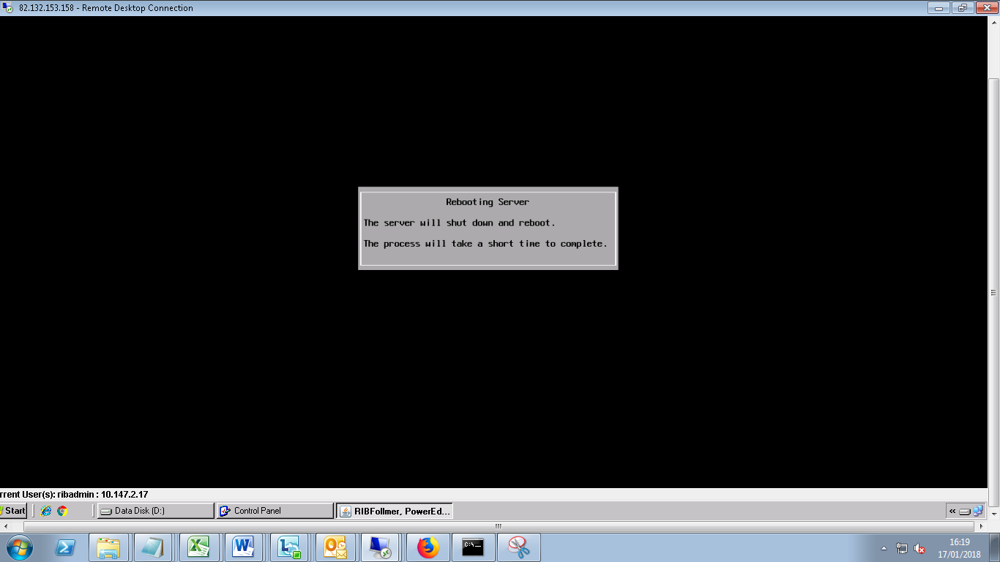 82.132.153.158 - Remote Desktop Connection
Rebooting Server
The server will shut down and reboot.
The process will take a short time to complete.
rrent User(s): ribadmin : 10.147.2.17
Start
Data Disk (D:)
Control Panel
RIBFollmer, PowerEd...
«
C:\
16:19
17/01/2018